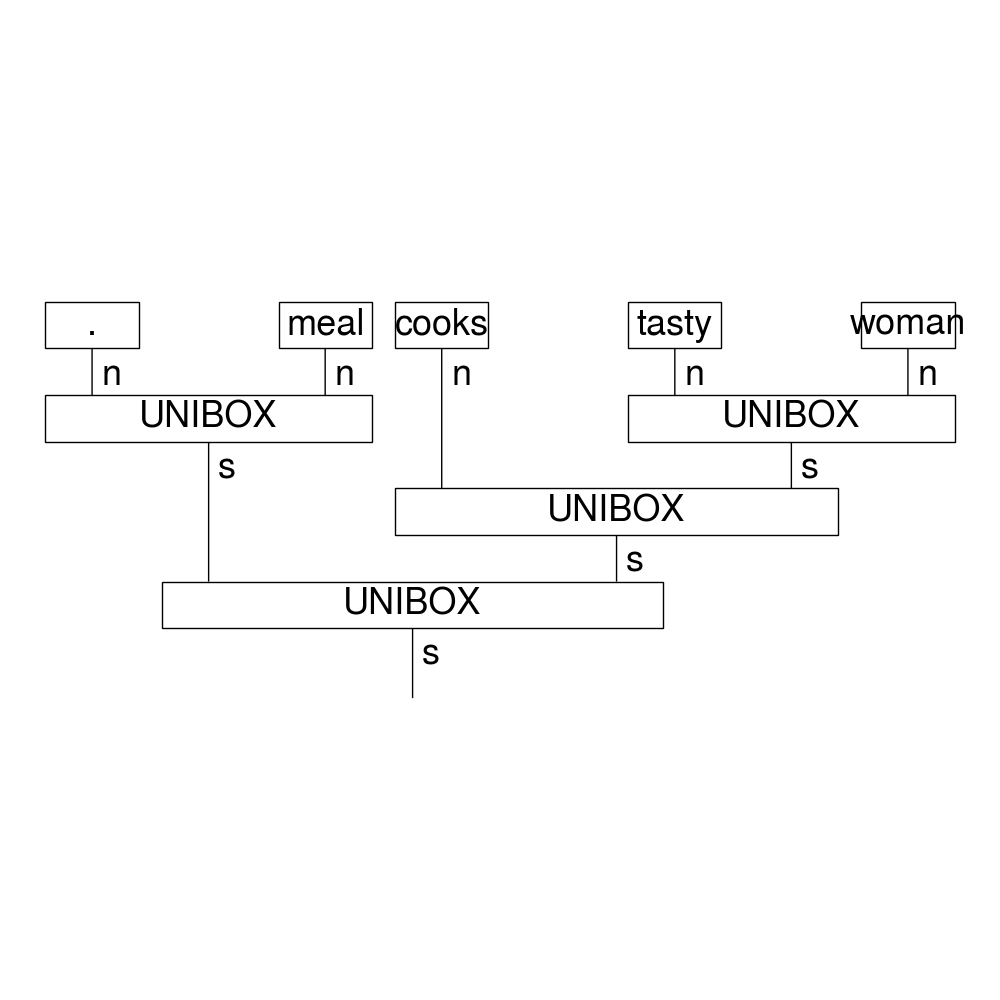 . meal cooks tasty woman
n n n n n
UNIBOX UNIBOX
s s
UNIBOX
s
UNIBOX
s